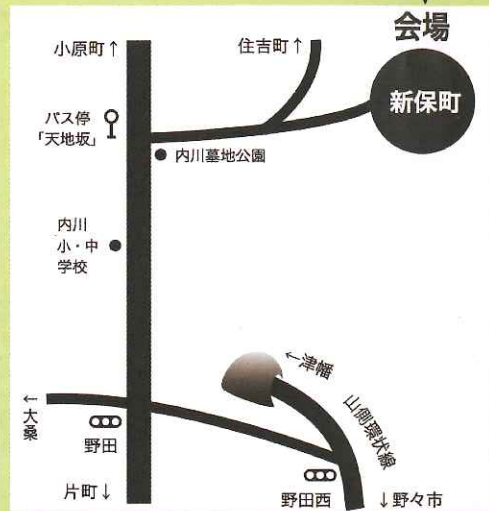 会場
小原町↑
住吉町↑
新保町
バス停
「天地坂」
内川墓地公園
内川
小・中
学校
←津幡
山側環状線
←大桑
野田
片町↓
野田西
↓野々市